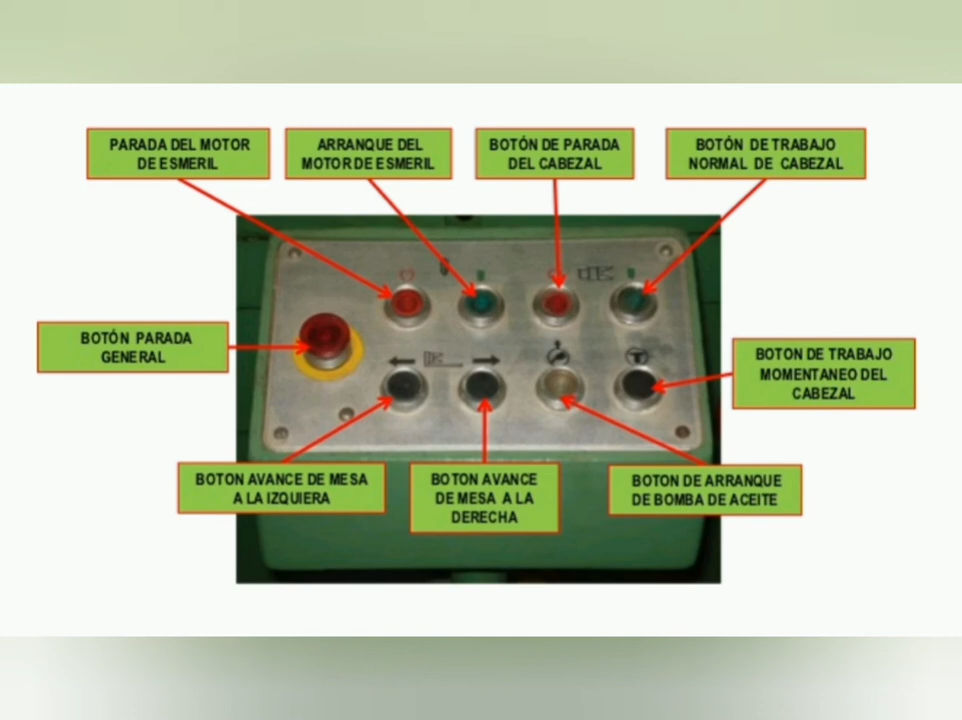 PARADA DEL MOTOR
DE ESMERIL
ARRANQUE DEL
MOTOR DE ESMERIL
BOTÓN DE PARADA
DEL CABEZAL
BOTÓN DE TRABAJO
NORMAL DE CABEZAL
BOTÓN PARADA
GENERAL
BOTON DE TRABAJO
MOMENTANEO DEL
CABEZAL
BOTON AVANCE DE MESA
A LA IZQUIERA
BOTON AVANCE
DE MESA A LA
DERECHA
BOTON DE ARRANQUE
DE BOMBA DE ACEITE